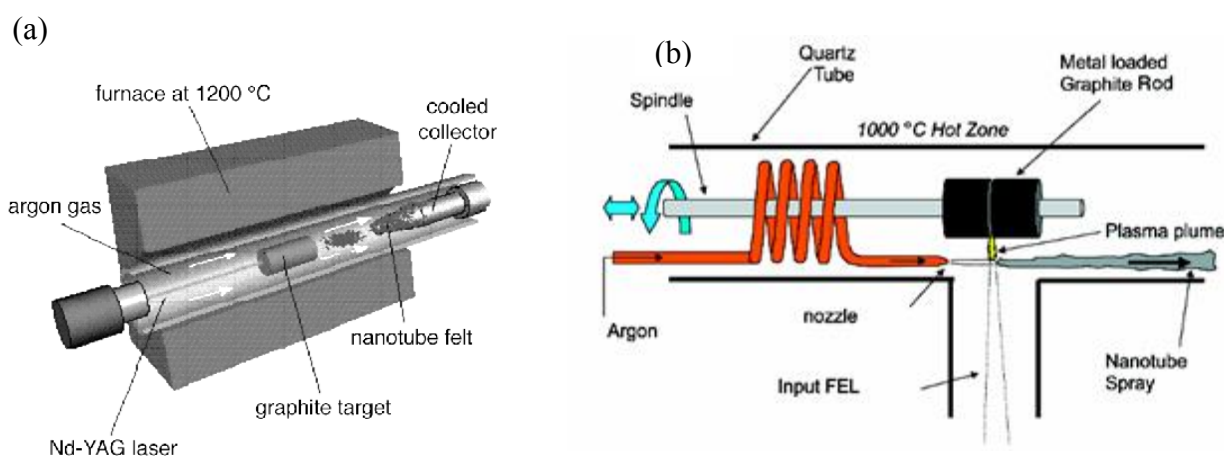 (a)
furnace at 1200 °C
cooled
collector
argon gas
nanotube felt
graphite target
Nd-YAG laser
(b)
Quartz
Tube
Metal loaded
Graphite Rod
Spindle
1000 °C Hot Zone
Plasma plume
Argon
nozzle
Input FEL
Nanotube
Spray